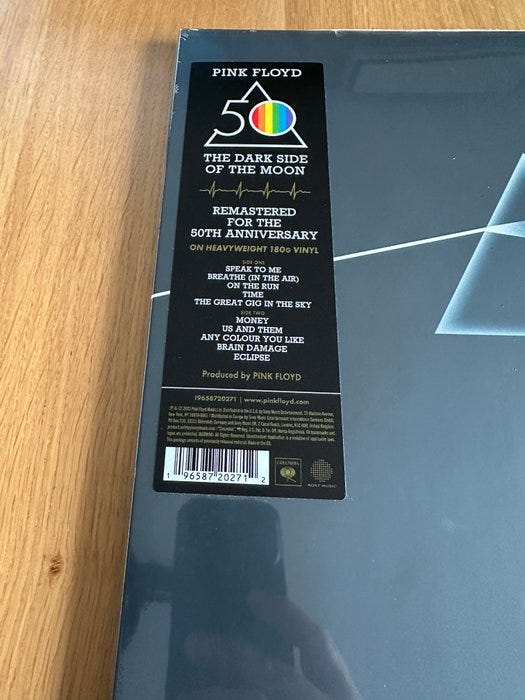 PINK FLOYD
50
THE DARK SIDE
OF THE MOON
REMASTERED
FOR THE
50TH ANNIVERSARY
ON HEAVYWEIGHT 180G VINYL
SIDE ONE
SPEAK TO ME
BREATHE (IN THE AIR)
ON THE RUN
TIME
THE GREAT GIG IN THE SKY
SIDE TWO
MONEY
US AND THEM
ANY COLOUR YOU LIKE
BRAIN DAMAGE
ECLIPSE
Produced by PINK FLOYD
19658720271 | www.pinkfloyd.com
1 96587 20271 2
COLUMBIA
SONY MUSIC